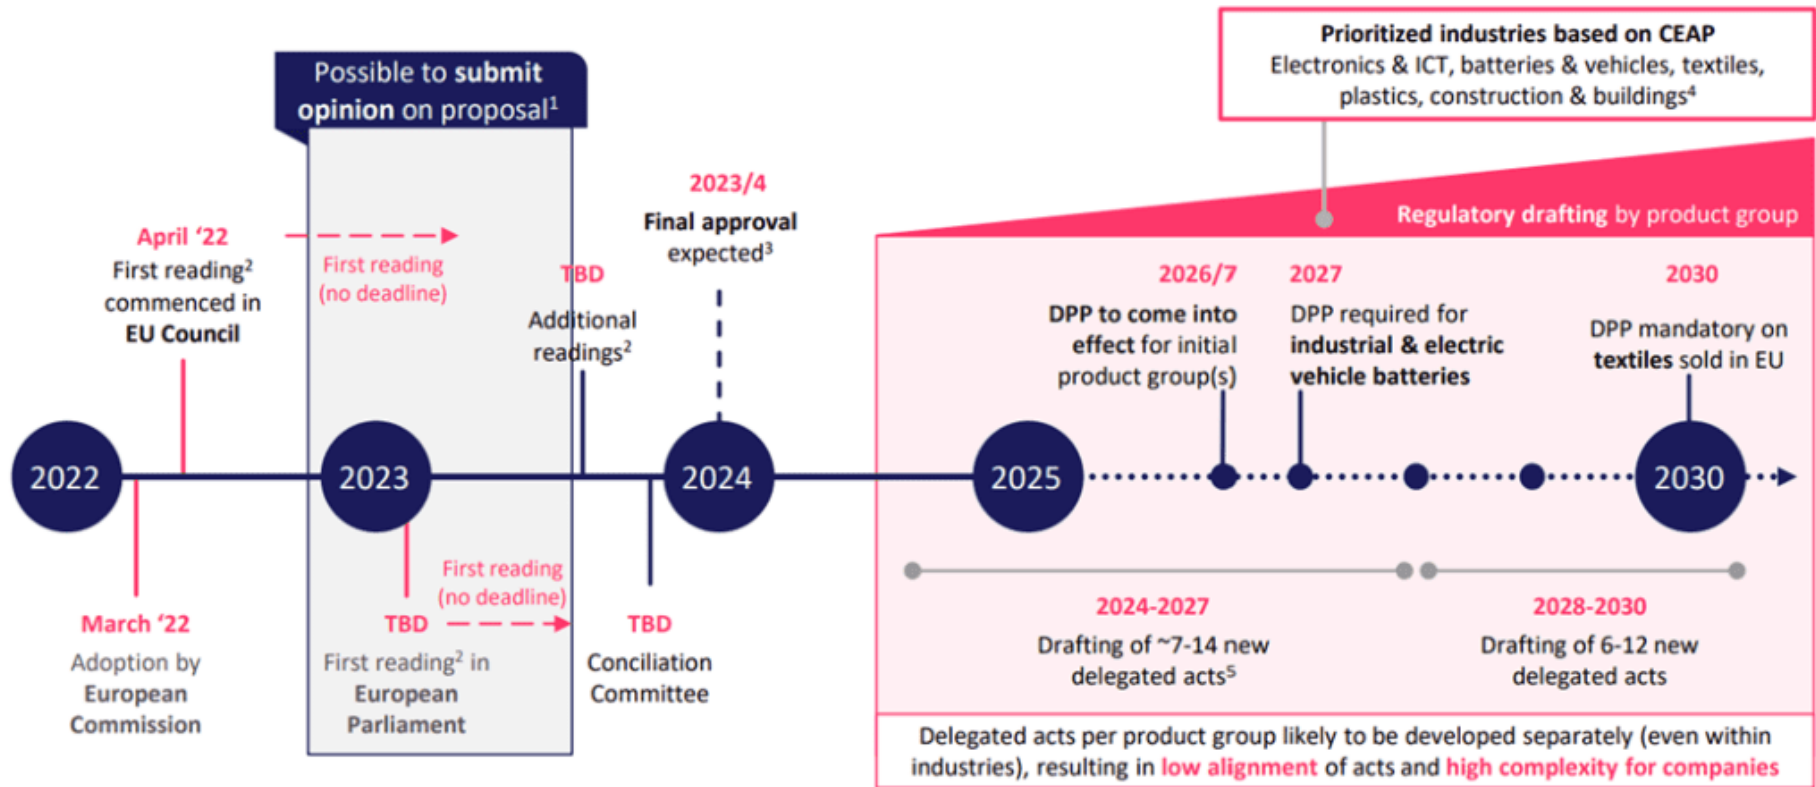 Prioritized industries based on CEAP
Electronics & ICT, batteries & vehicles, textiles,
plastics, construction & buildings⁴
Possible to submit
opinion on proposal¹
2023/4
Final approval
expected³
Regulatory drafting by product group
April ‘22
First reading²
commenced in
EU Council
First reading
(no deadline)
TBD
Additional
readings²
2026/7
DPP to come into
effect for initial
product group(s)
2027
DPP required for
industrial & electric
vehicle batteries
2030
DPP mandatory on
textiles sold in EU
2022
2023
2024
2025
2030
March ‘22
Adoption by
European
Commission
TBD
First reading² in
European
Parliament
First reading
(no deadline)
TBD
Conciliation
Committee
2024-2027
Drafting of ~7-14 new
delegated acts⁵
2028-2030
Drafting of 6-12 new
delegated acts
Delegated acts per product group likely to be developed separately (even within
industries), resulting in low alignment of acts and high complexity for companies